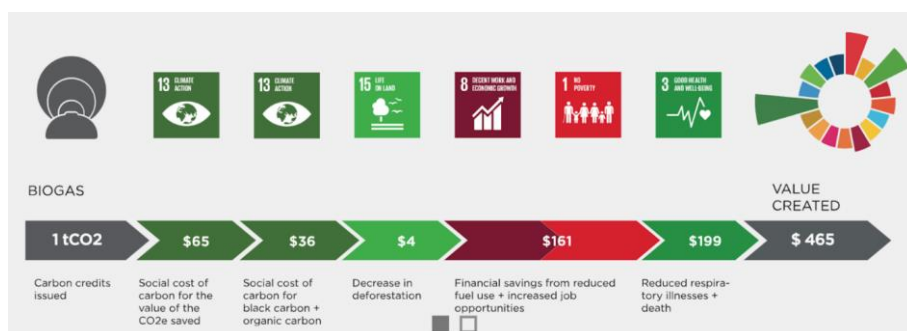 13 CLIMATE ACTION
13 CLIMATE ACTION
15 LIFE ON LAND
8 DECENT WORK AND ECONOMIC GROWTH
1 NO POVERTY
3 GOOD HEALTH AND WELL-BEING
BIOGAS
VALUE
CREATED
1 tCO2
$65
$36
$4
$161
$199
$ 465
Carbon credits
issued
Social cost of
carbon for the
value of the
CO2e saved
Social cost of
carbon for
black carbon +
organic carbon
Decrease in
deforestation
Financial savings from reduced
fuel use + increased job
opportunities
Reduced respira-
tory illnesses +
death